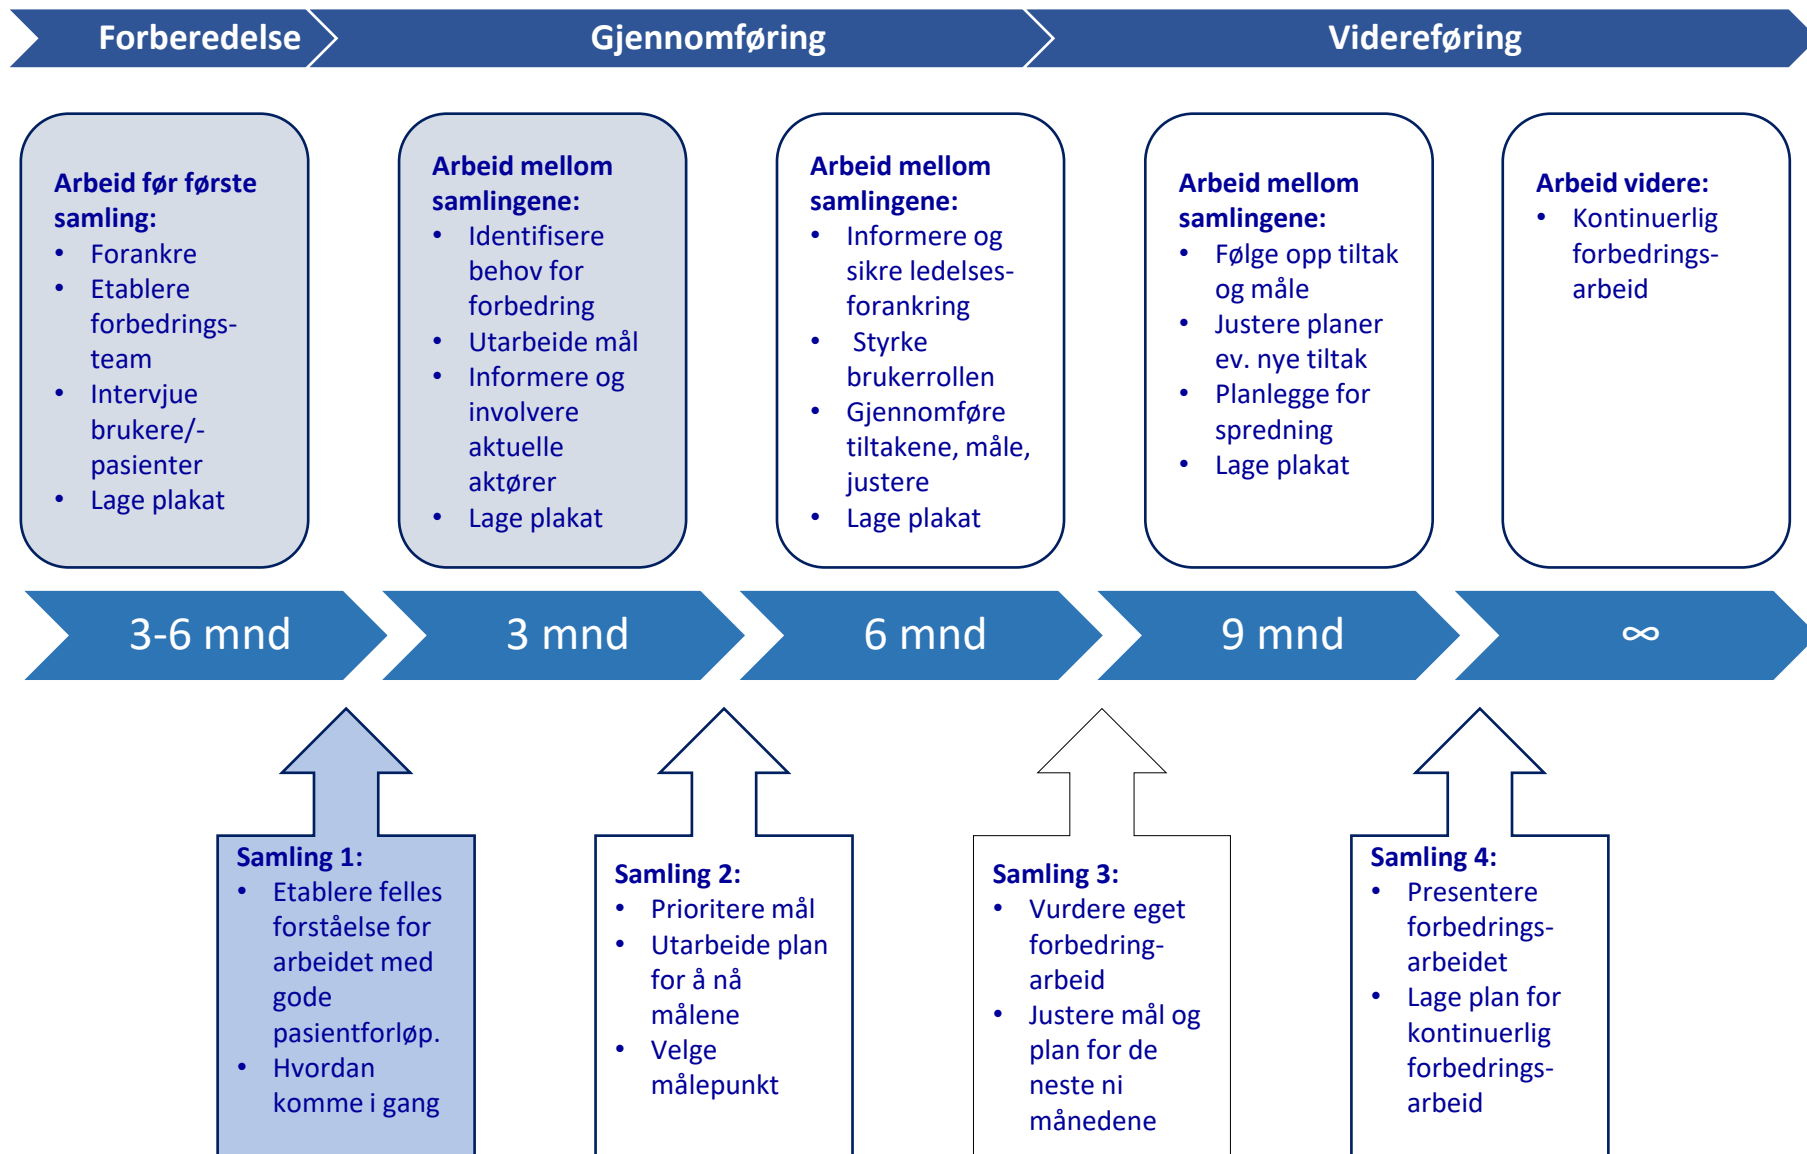 Forberedelse
Gjennomføring
Videreføring
Arbeid før første
samling:
• Forankre
• Etablere
forbedrings-
team
• Intervjue
brukere/-
pasienter
• Lage plakat
Arbeid mellom
samlingene:
• Identifisere
behov for
forbedring
• Utarbeide mål
• Informere og
involvere
aktuelle
aktører
• Lage plakat
Arbeid mellom
samlingene:
• Informere og
sikre ledelses-
forankring
• Styrke
brukerrollen
• Gjennomføre
tiltakene, måle,
justere
• Lage plakat
Arbeid mellom
samlingene:
• Følge opp tiltak
og måle
• Justere planer
ev. nye tiltak
• Planlegge for
spredning
• Lage plakat
Arbeid videre:
• Kontinuerlig
forbedrings-
arbeid
3-6 mnd
3 mnd
6 mnd
9 mnd
∞
Samling 1:
• Etablere felles
forståelse for
arbeidet med
gode
pasientforløp.
• Hvordan
komme i gang
Samling 2:
• Prioritere mål
• Utarbeide plan
for å nå
målene
• Velge
målepunkt
Samling 3:
• Vurdere eget
forbedring-
arbeid
• Justere mål og
plan for de
neste ni
månedene
Samling 4:
• Presentere
forbedrings-
arbeidet
• Lage plan for
kontinuerlig
forbedrings-
arbeid